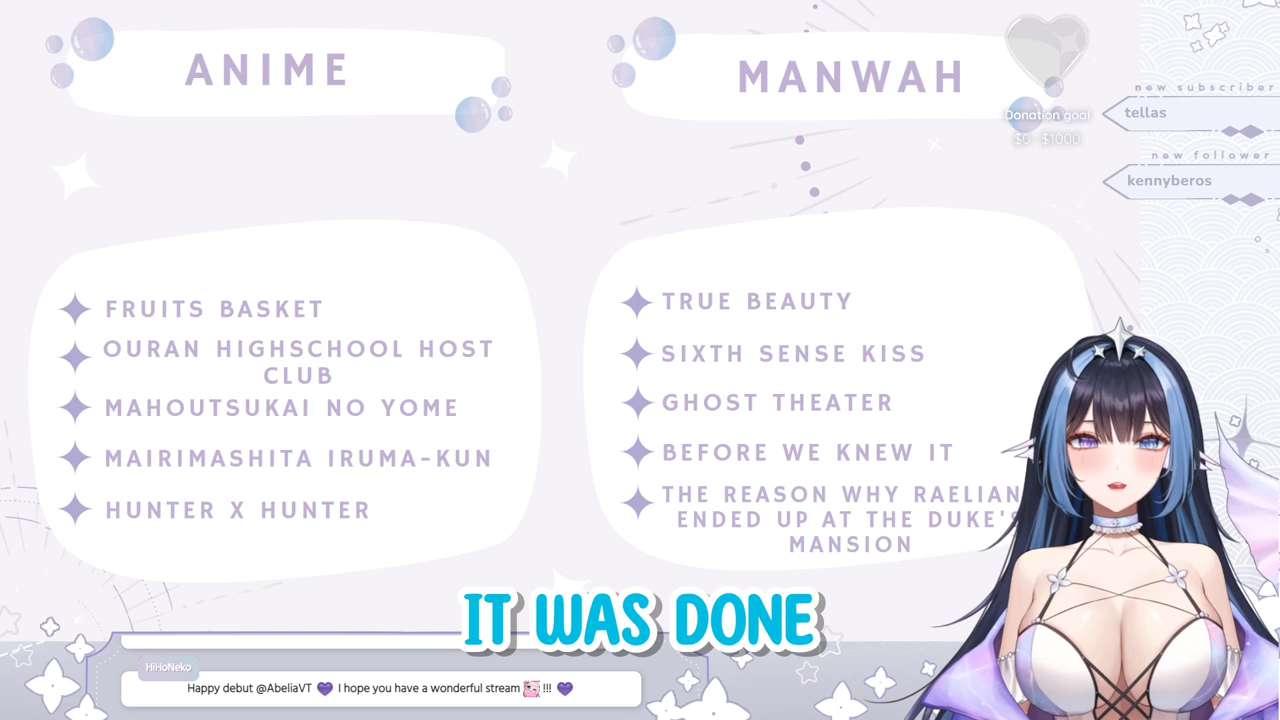 ANIME
MANWAH
FRUITS BASKET
OURAN HIGHSCHOOL HOST
CLUB
MAHOUTSUKAI NO YOME
MAIRIMASHITA IRUMA-KUN
HUNTER X HUNTER
TRUE BEAUTY
SIXTH SENSE KISS
GHOST THEATER
BEFORE WE KNEW IT
THE REASON WHY RAELIAN
ENDED UP AT THE DUKE'S
MANSION
Donation goal
$0 $1000
new subscriber
tellas
new follower
kennyberos
IT WAS DONE
HiHoNeko
Happy debut @AbeliaVT 💜 I hope you have a wonderful stream !!! 💜